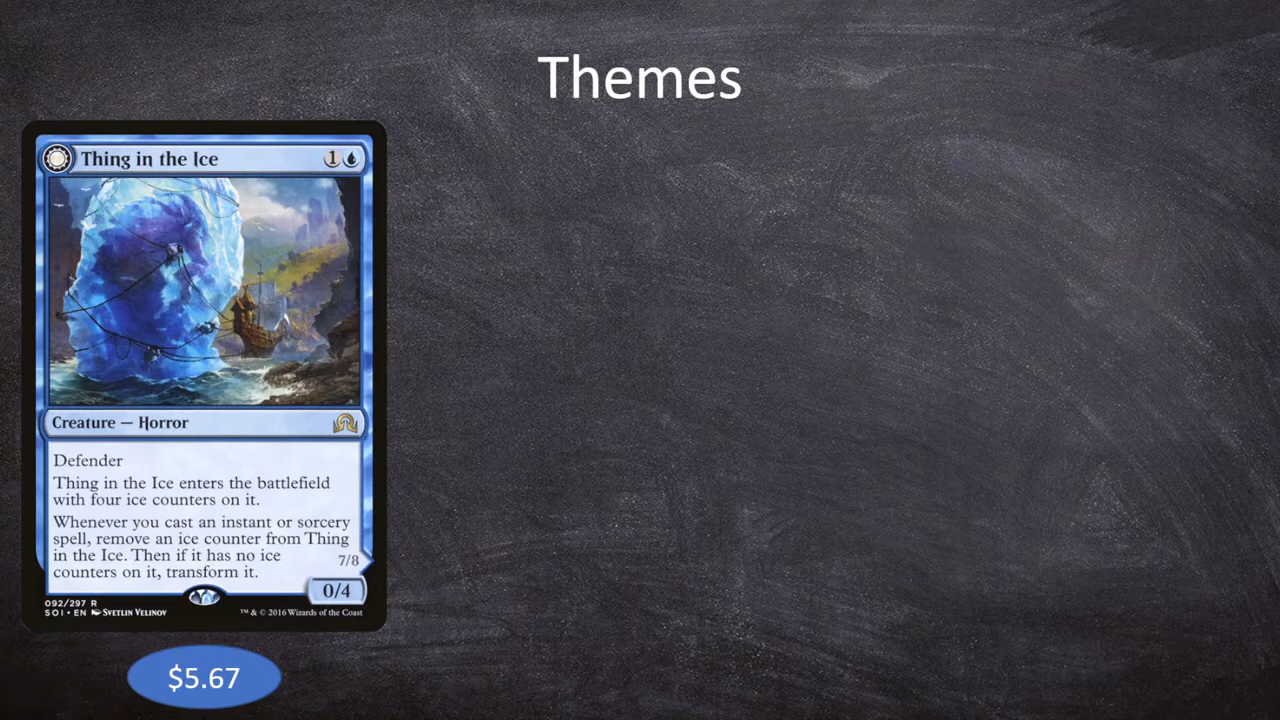 Themes
Thing in the Ice 1
Creature — Horror
Defender
Thing in the Ice enters the battlefield
with four ice counters on it.
Whenever you cast an instant or sorcery
spell, remove an ice counter from Thing
in the Ice. Then if it has no ice
counters on it, transform it.
7/8
0/4
092/297 R
SOI • EN Svetlin Velinov
™ & © 2016 Wizards of the Coast
$5.67